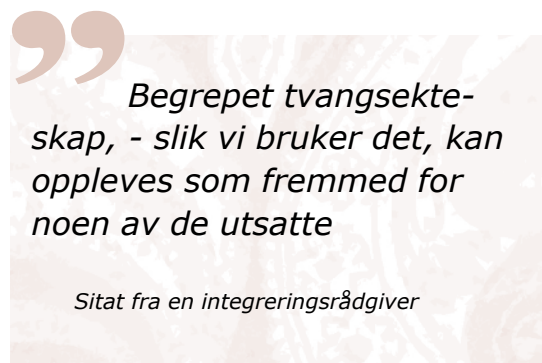 ”
Begrepet tvangsekte-
skap, - slik vi bruker det, kan
oppleves som fremmed for
noen av de utsatte
Sitat fra en integreringsrådgiver